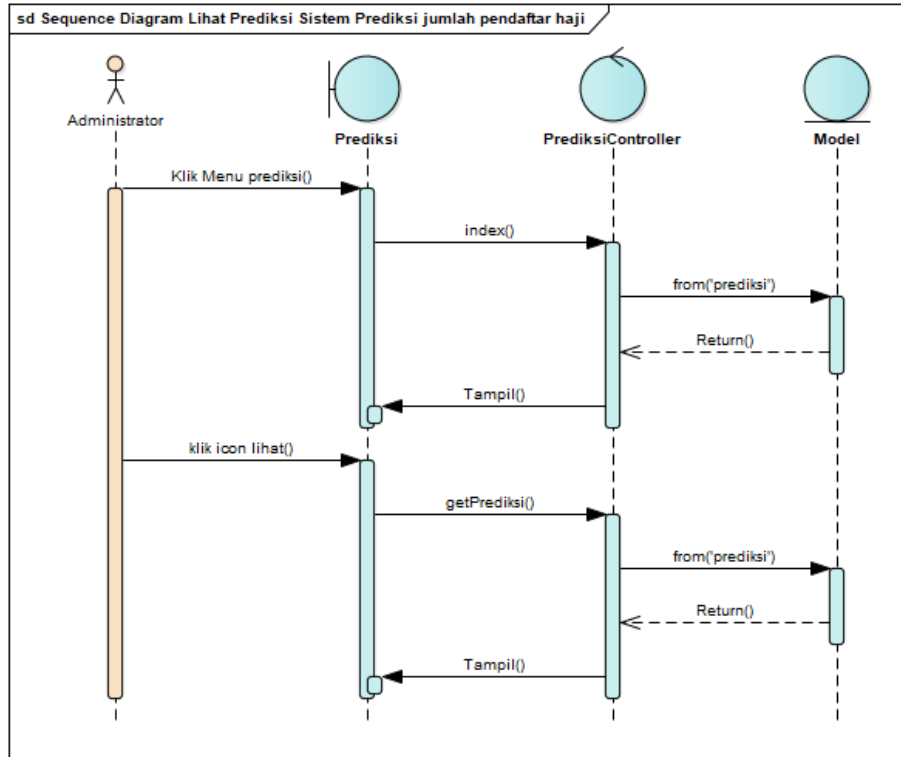 sd Sequence Diagram Lihat Prediksi Sistem Prediksi jumlah pendaftar haji
Administrator
Prediksi
PrediksiController
Model
Klik Menu prediksi()
index()
from('prediksi')
Return()
Tampil()
klik icon lihat()
getPrediksi()
from('prediksi')
Return()
Tampil()